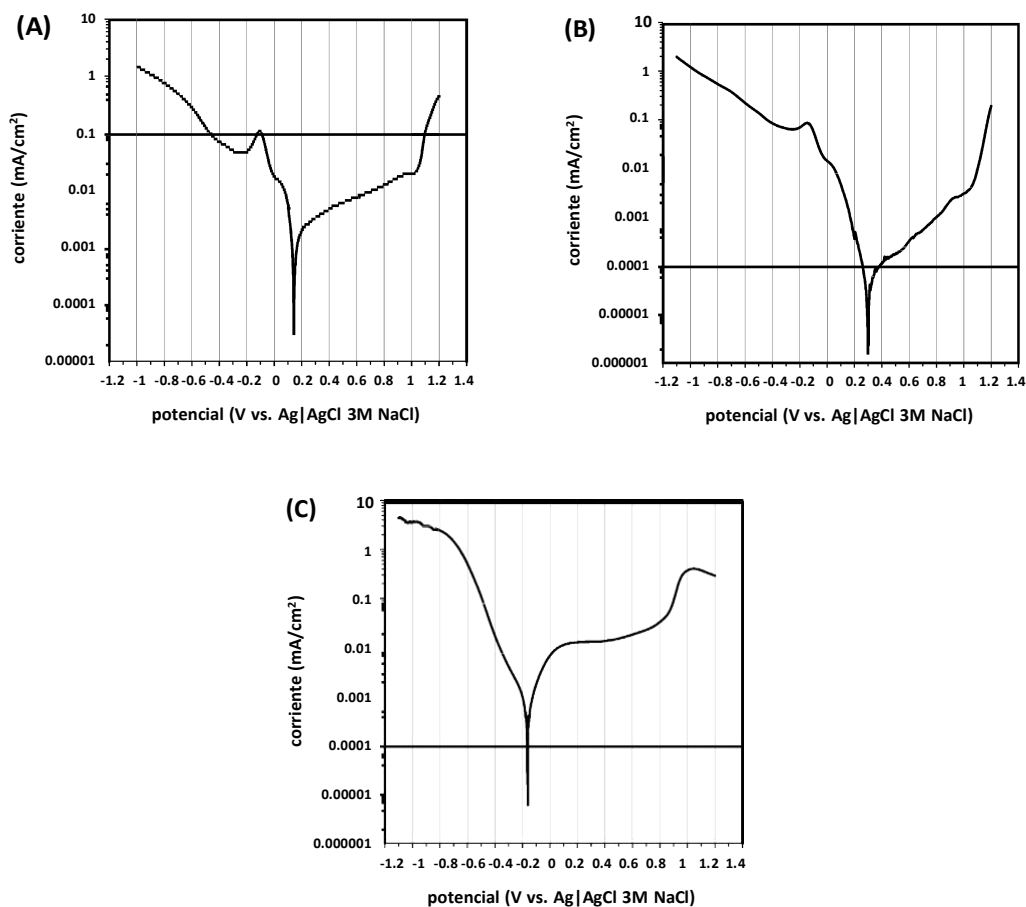 (A)
10
1
0.1
0.01
0.001
0.0001
0.00001
corriente (mA/cm²)
-1.2 -1 -0.8 -0.6 -0.4 -0.2 0 0.2 0.4 0.6 0.8 1 1.2 1.4
potencial (V vs. Ag|AgCl 3M NaCl)
(B)
10
1
0.1
0.01
0.001
0.0001
0.00001
0.000001
corriente (mA/cm²)
-1.2 -1 -0.8 -0.6 -0.4 -0.2 0 0.2 0.4 0.6 0.8 1 1.2 1.4
potencial (V vs. Ag|AgCl 3M NaCl)
(C)
10
1
0.1
0.01
0.001
0.0001
0.00001
0.000001
corriente (mA/cm²)
-1.2 -1 -0.8 -0.6 -0.4 -0.2 0 0.2 0.4 0.6 0.8 1 1.2 1.4
potencial (V vs. Ag|AgCl 3M NaCl)